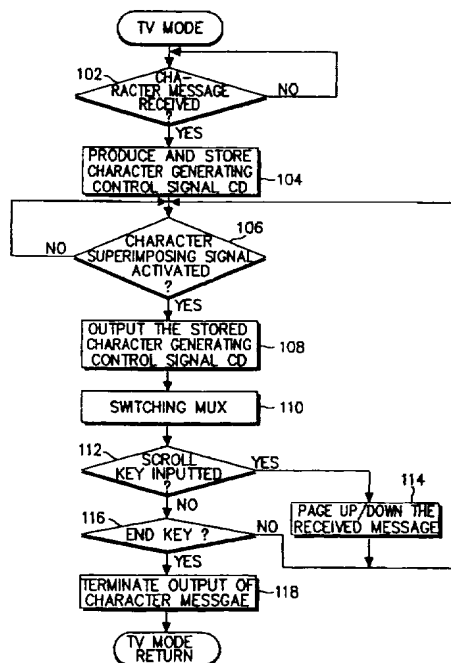 TV MODE
102
CHA-
RACTER MESSAGE
RECEIVED
?
NO
YES
PRODUCE AND STORE
CHARACTER GENERATING
CONTROL SIGNAL CD
104
106
NO
CHARACTER
SUPERIMPOSING SIGNAL
ACTIVATED
?
YES
OUTPUT THE STORED
CHARACTER GENERATING
CONTROL SIGNAL CD
108
SWITCHING MUX
110
112
SCROLL
KEY INPUTTED
?
YES
114
NO
PAGE UP/DOWN THE
RECEIVED MESSAGE
116
END KEY ?
NO
YES
TERMINATE OUTPUT OF
CHARACTER MESSGAE
118
TV MODE
RETURN